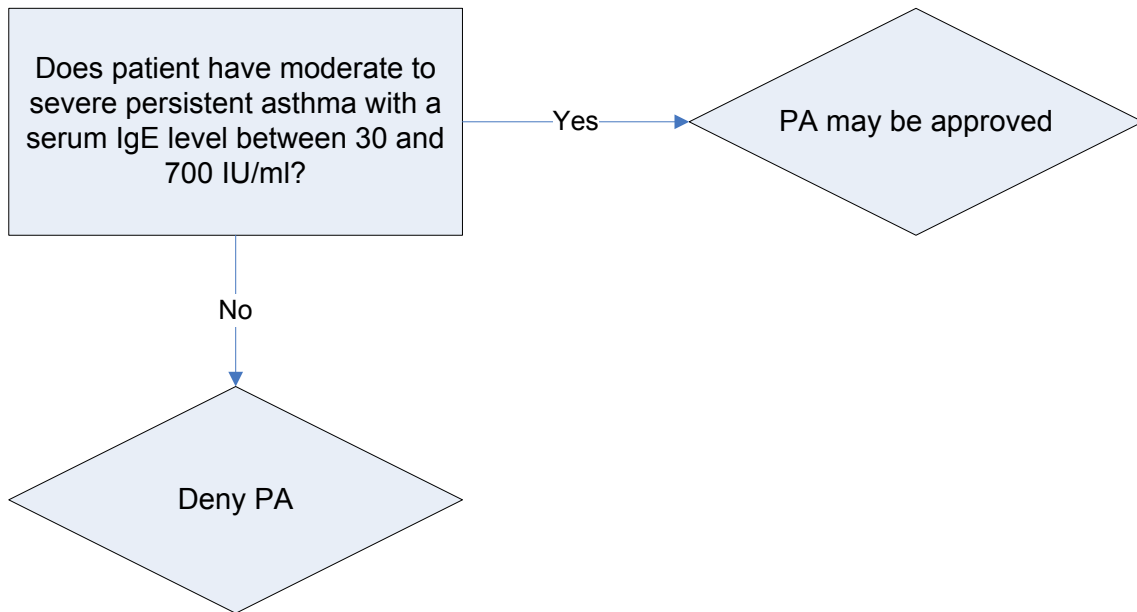 Does patient have moderate to
severe persistent asthma with a
serum IgE level between 30 and
700 IU/ml?
Yes
PA may be approved
No
Deny PA